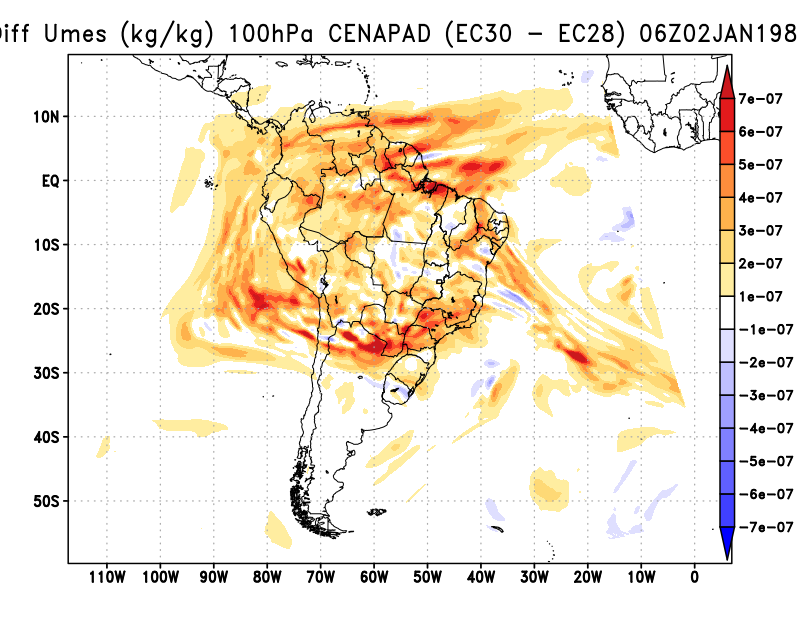 Diff Umes (kg/kg) 100hPa CENAPAD (EC30 − EC28) 06Z02JAN198
10N
EQ
10S
20S
30S
40S
50S
110W 100W 90W 80W 70W 60W 50W 40W 30W 20W 10W 0
7e−07
6e−07
5e−07
4e−07
3e−07
2e−07
1e−07
−1e−07
−2e−07
−3e−07
−4e−07
−5e−07
−6e−07
−7e−07